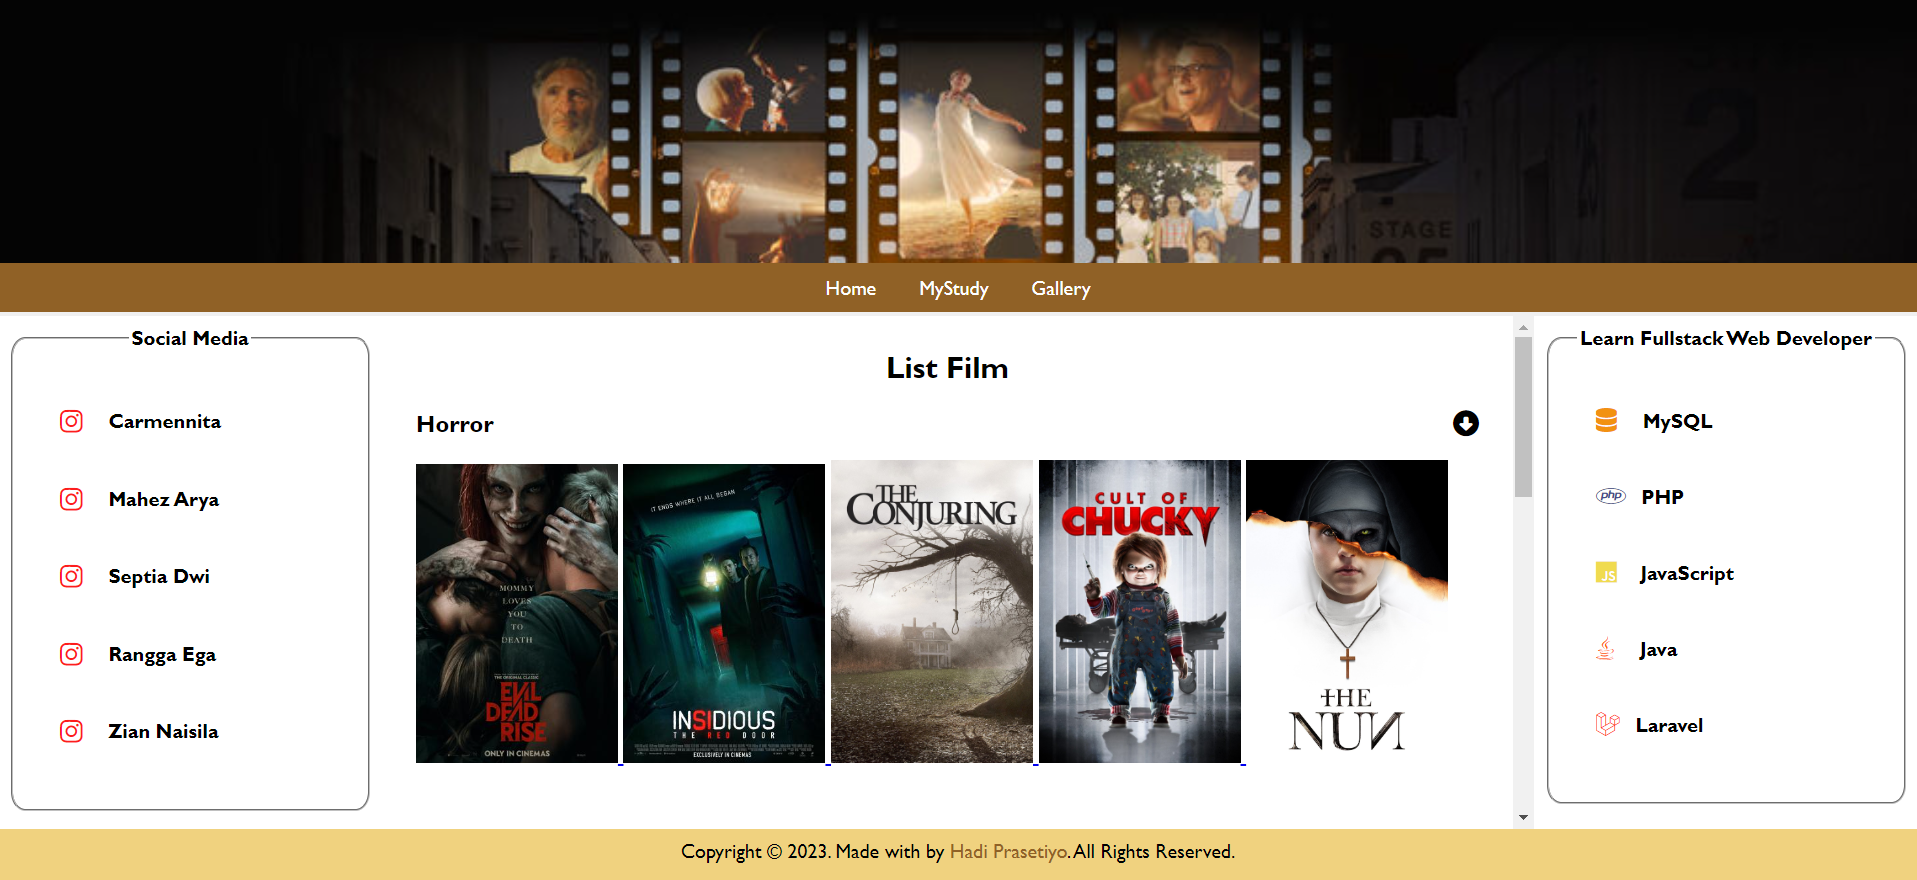 STAGE
Home MyStudy Gallery
Social Media
Carmennita
Mahez Arya
Septia Dwi
Rangga Ega
Zian Naisila
List Film
Horror
MOMMY
LOVES
YOU
TO
DEATH
EVIL
DEAD
RISE
ONLY IN CINEMAS
IT ENDS WHERE IT ALL BEGAN
INSIDIOUS
THE RED DOOR
EXCLUSIVELY IN CINEMAS
THE
CONJURING
CULT OF
CHUCKY
THE
NUN
Learn Fullstack Web Developer
MySQL
php PHP
JS JavaScript
Java
Laravel
Copyright © 2023. Made with by Hadi Prasetiyo. All Rights Reserved.